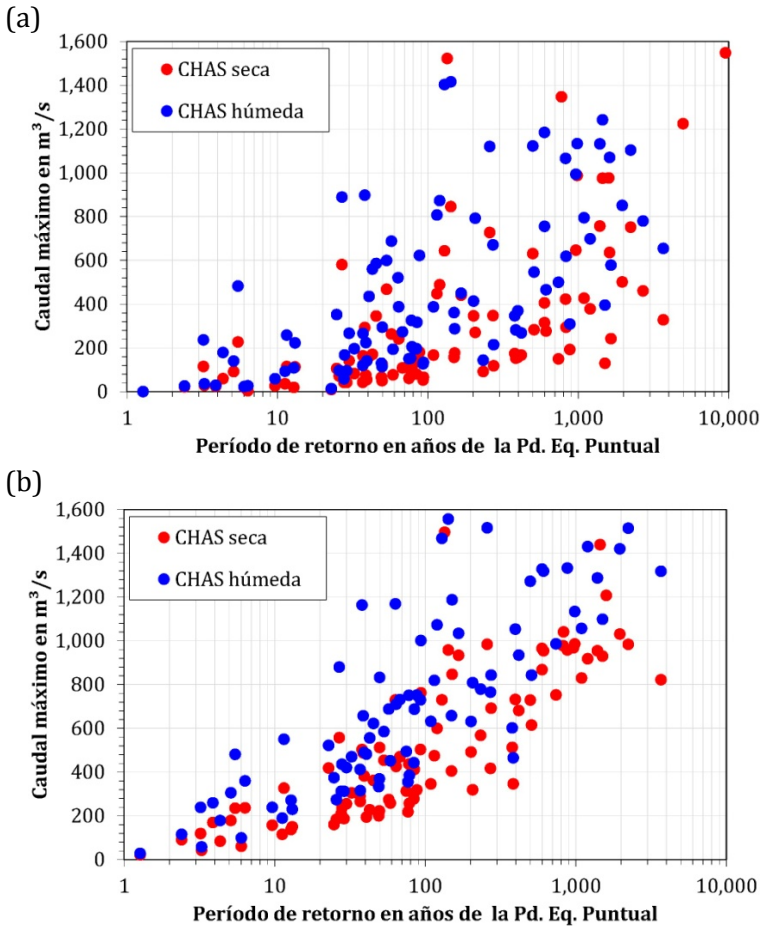 (a)
1,600
1,400
1,200
1,000
800
600
400
200
0
Caudal máximo en m³/s
CHAS seca
CHAS húmeda
1 10 100 1,000 10,000
Período de retorno en años de la Pd. Eq. Puntual
(b)
1,600
1,400
1,200
1,000
800
600
400
200
0
Caudal máximo en m³/s
CHAS seca
CHAS húmeda
1 10 100 1,000 10,000
Período de retorno en años de la Pd. Eq. Puntual